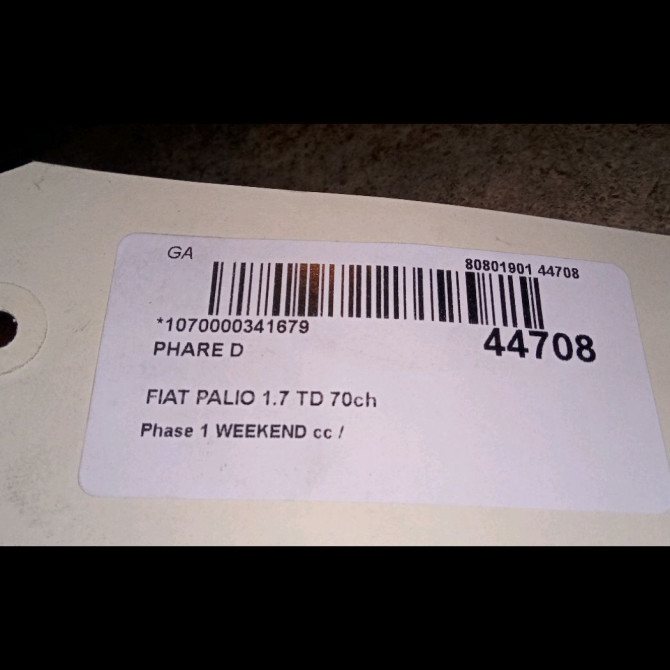 GA
80801901 44708
*1070000341679
44708
PHARE D
FIAT PALIO 1.7 TD 70ch
Phase 1 WEEKEND cc /